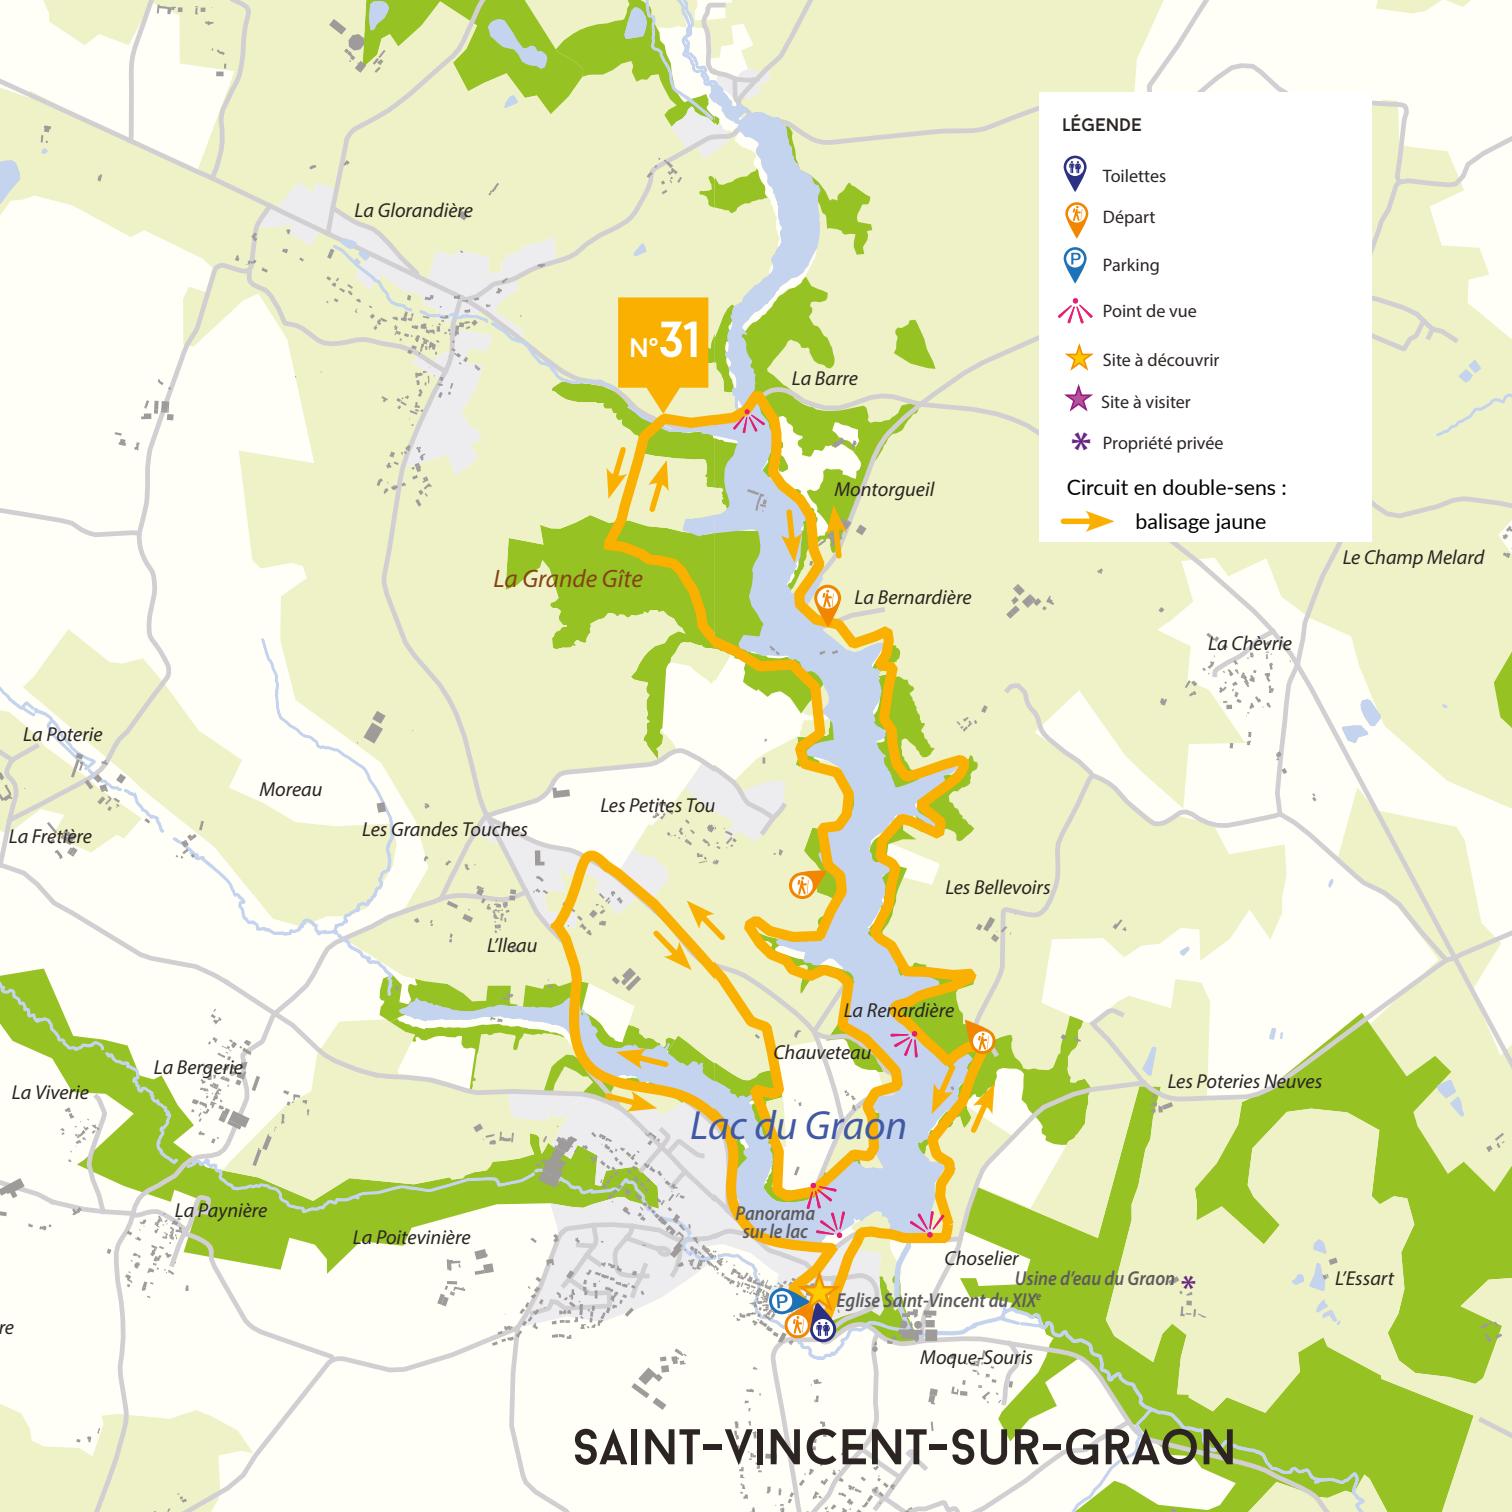 LÉGENDE
Toilettes
Départ
P
Parking
Point de vue
Site à découvrir
Site à visiter
Propriété privée
Circuit en double-sens :
balisage jaune
La Glorandière
N°31
La Barre
Montorgueil
Le Champ Melard
La Grande Gîte
La Bernardière
La Chèvrie
La Poterie
Moreau
Les Petites Tou
Les Grandes Touches
La Fretière
Les Bellevoirs
L'Ileau
La Renardière
Chauveteau
La Bergerie
La Viverie
Les Poteries Neuves
Lac du Graon
La Paynière
Panorama
sur le lac
La Poitevinière
Choselier
Usine d'eau du Graon
L'Essart
P
Eglise Saint-Vincent du XIXe
re
Moque-Souris
SAINT-VINCENT-SUR-GRAON